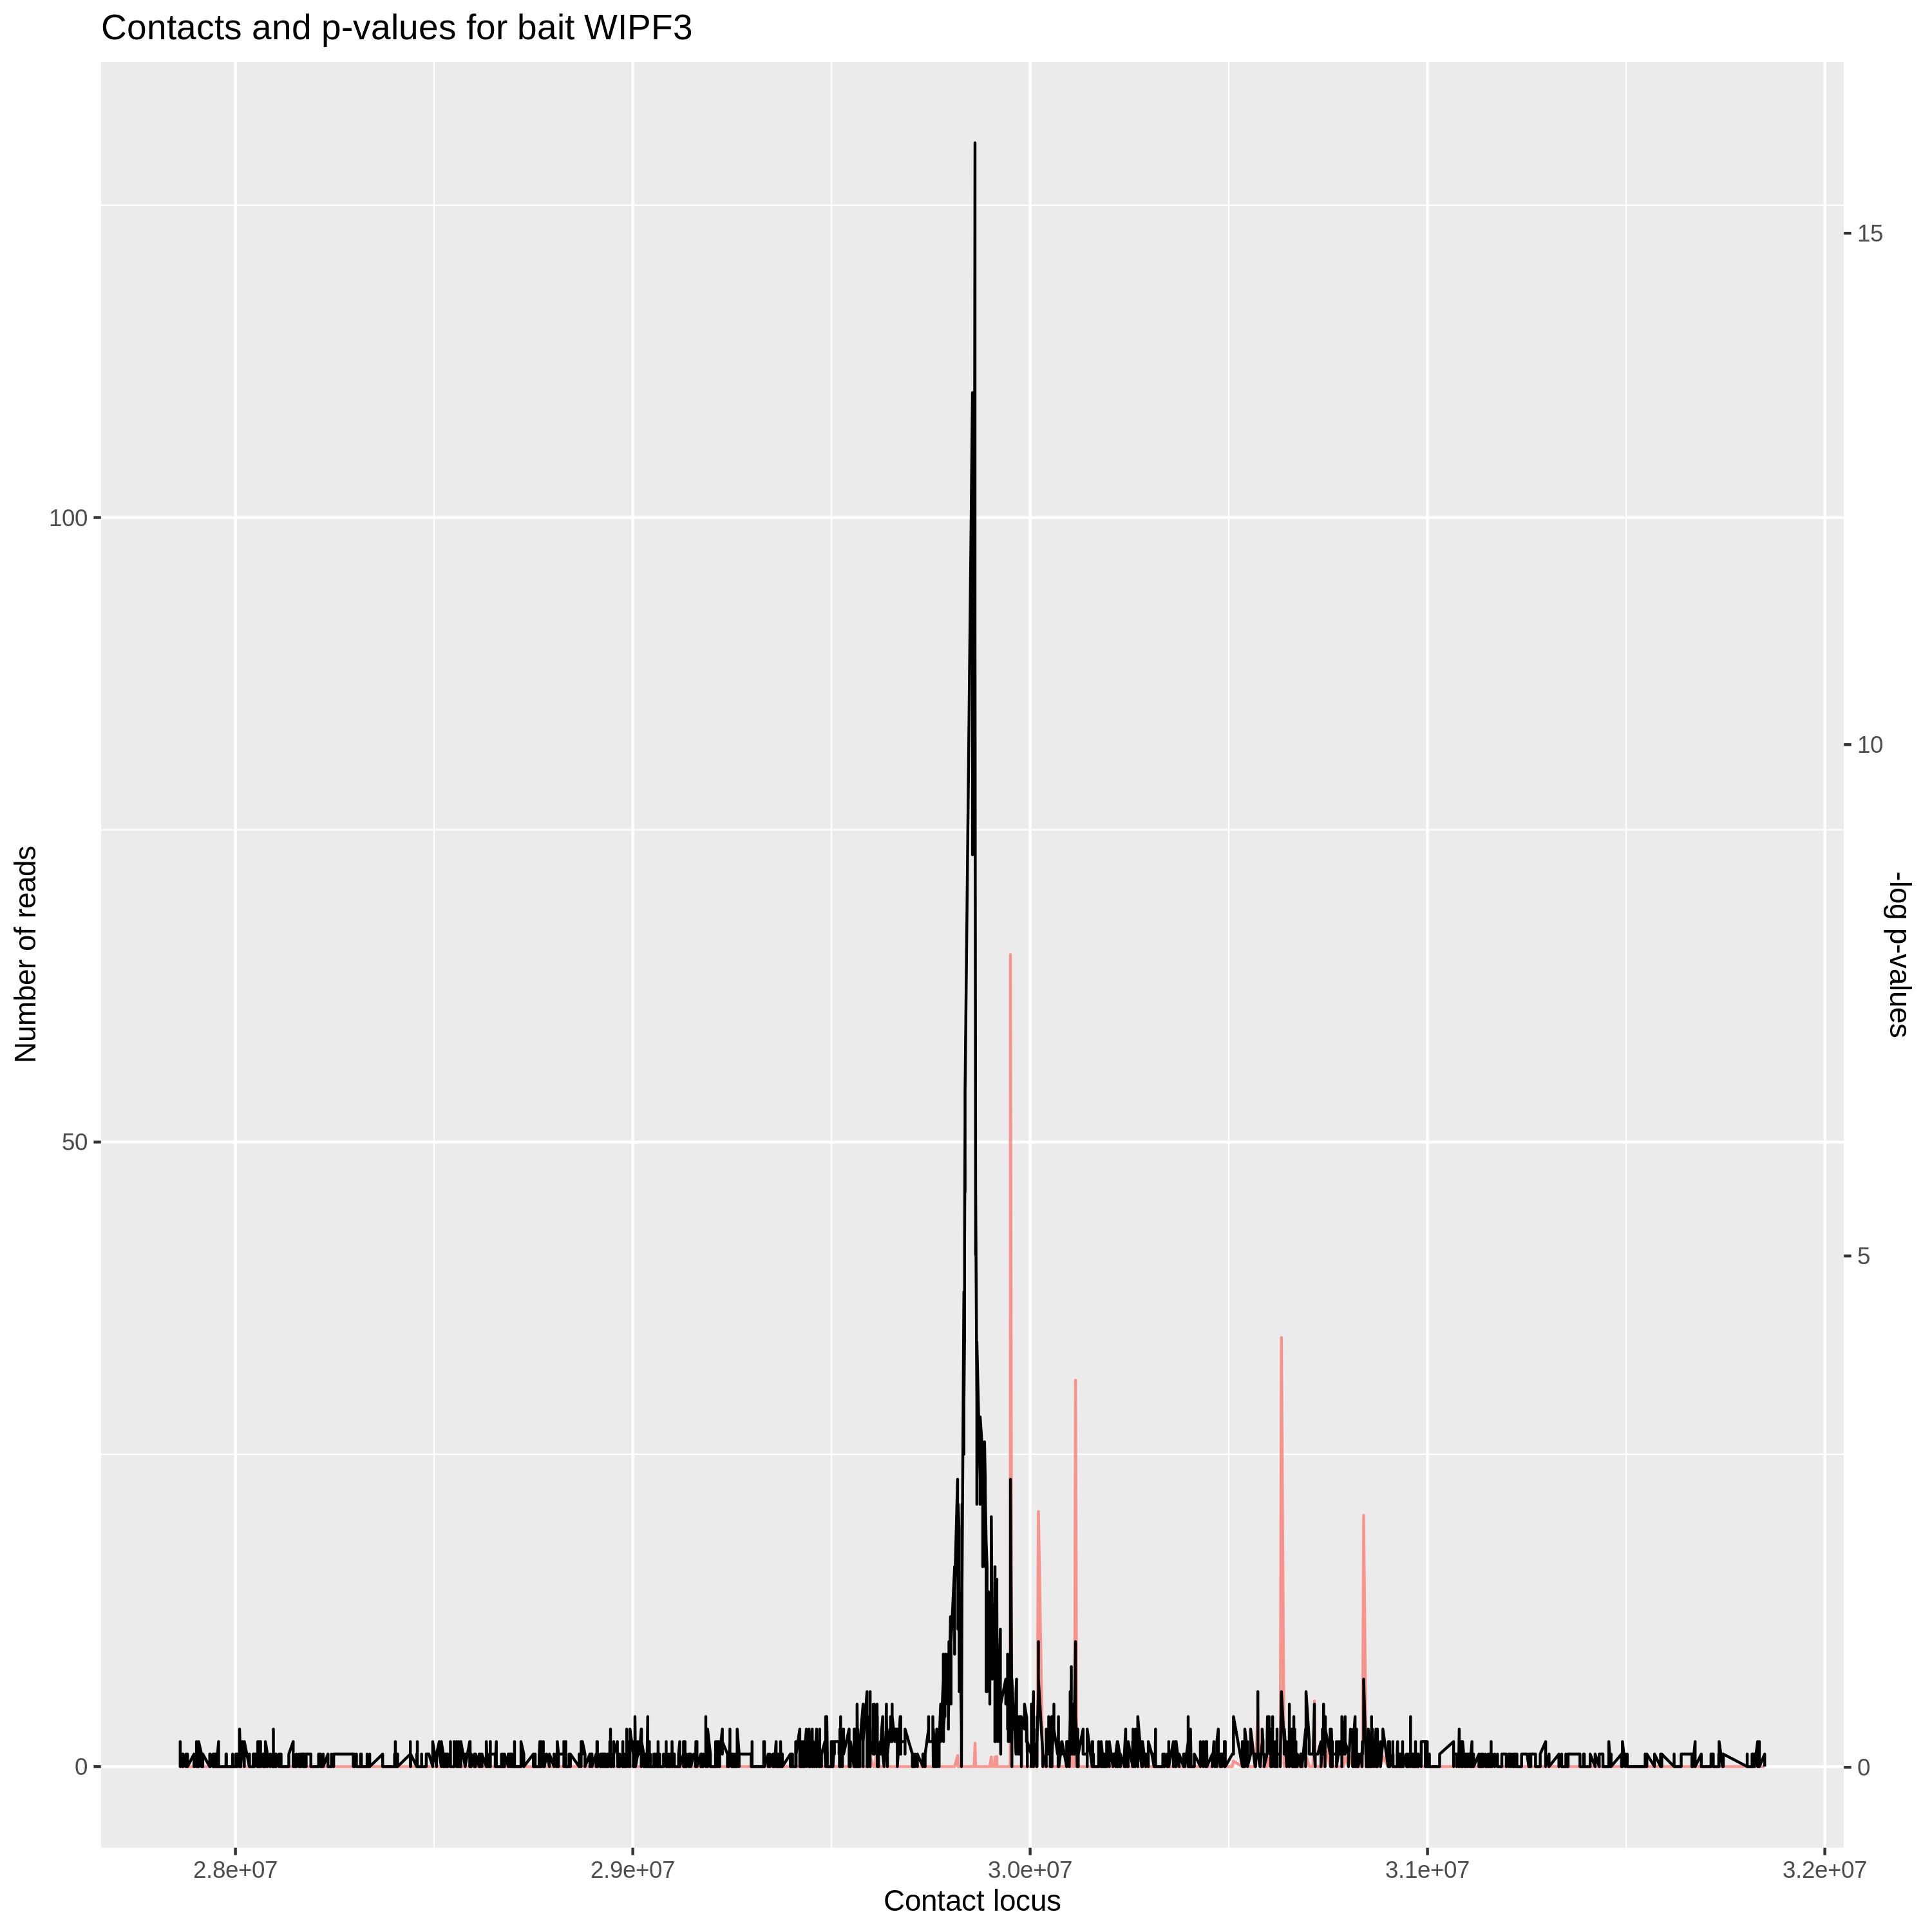 Contacts and p-values for bait WIPF3
15
100
10
Number of reads
-log p-values
50
5
0
0
2.8e+07
2.9e+07
3.0e+07
3.1e+07
3.2e+07
Contact locus